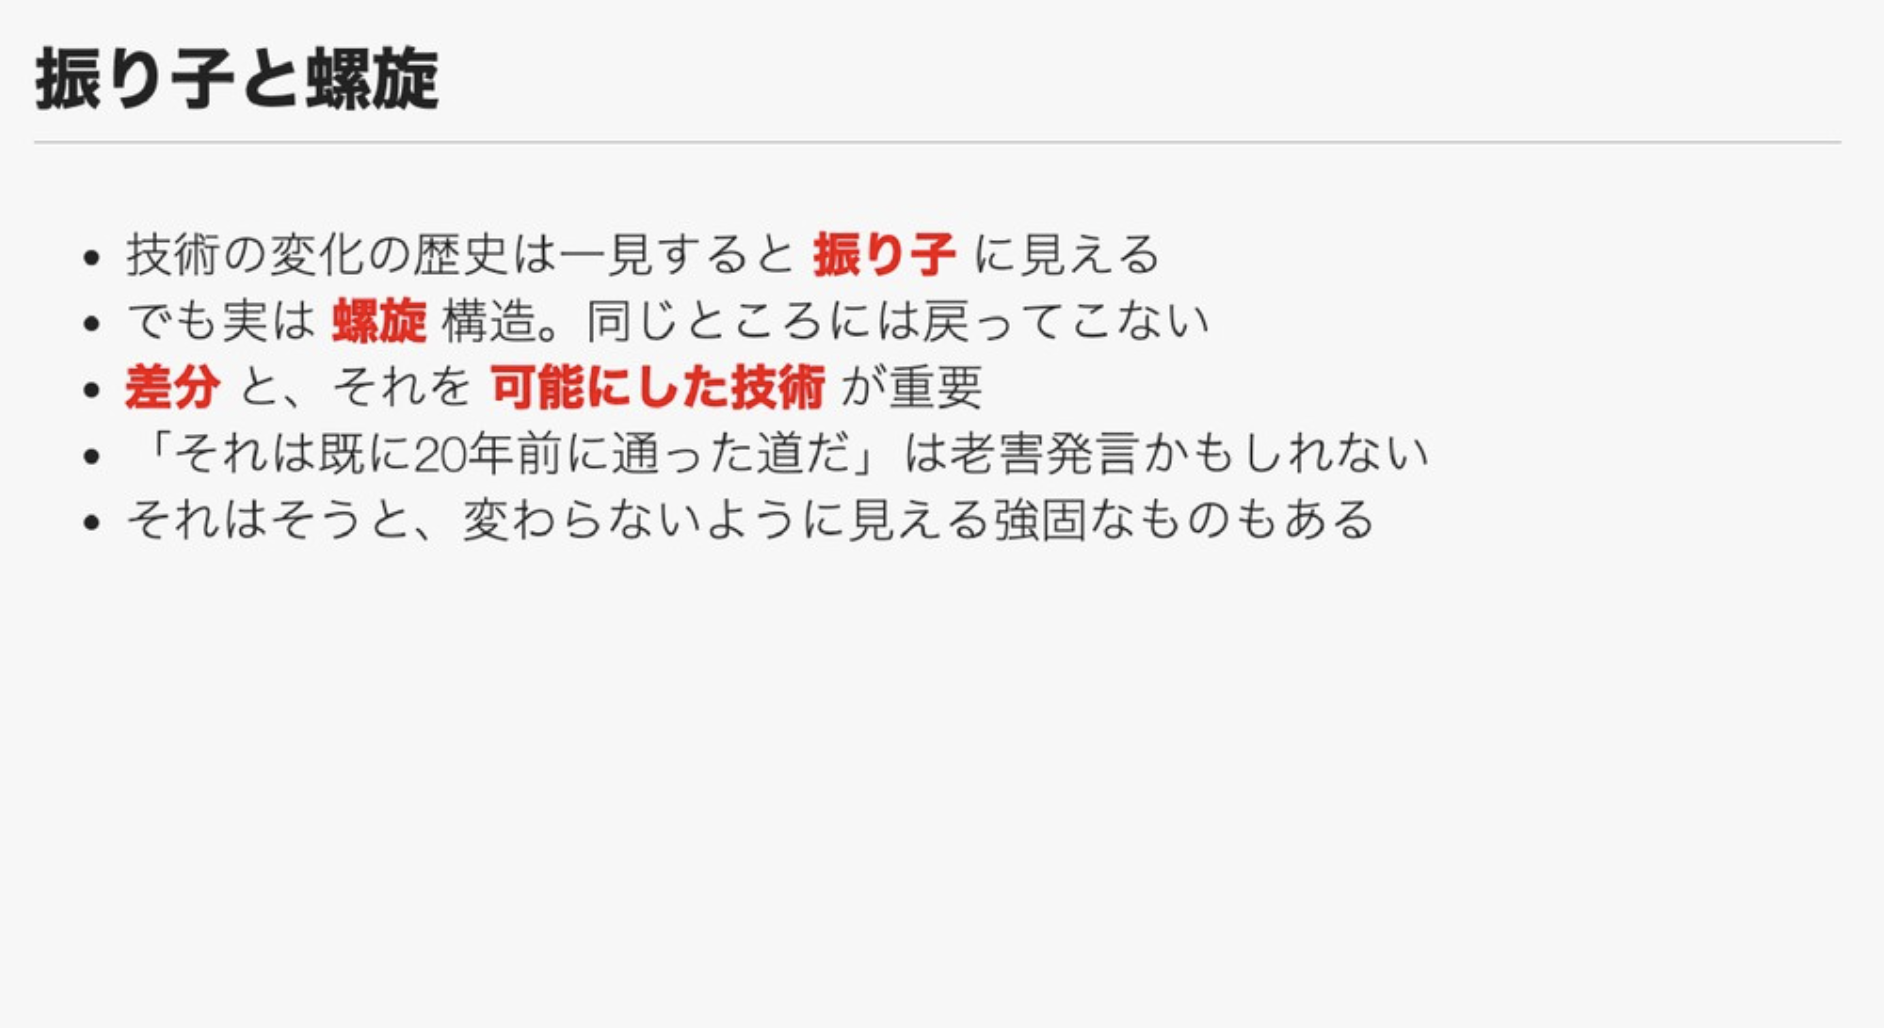 振り子と螺旋
• 技術の変化の歴史は一見すると 振り子 に見える
• でも実は 螺旋 構造。同じところには戻ってこない
• 差分 と、それを 可能にした技術 が重要
• 「それは既に20年前に通った道だ」は老害発言かもしれない
• それはそうと、変わらないように見える強固なものもある